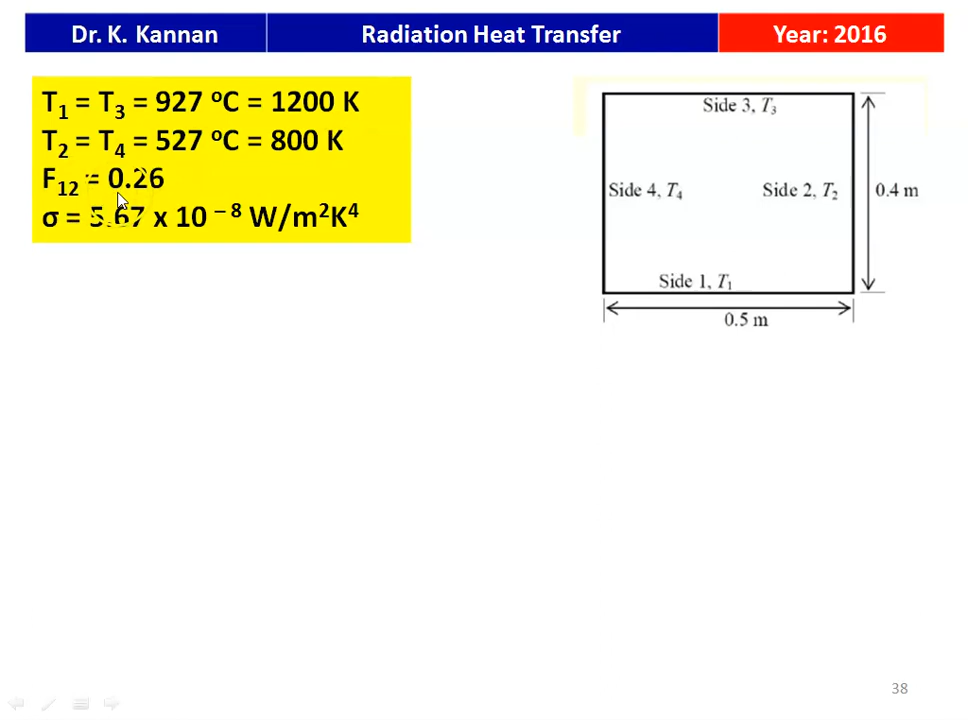 Dr. K. Kannan
Radiation Heat Transfer
Year: 2016
T₁ = T₃ = 927 ᵒC = 1200 K
T₂ = T₄ = 527 ᵒC = 800 K
F₁₂ = 0.26
σ = 5.67 x 10 ⁻⁸ W/m²K⁴
Side 3, T₃
Side 4, T₄
Side 2, T₂
0.4 m
Side 1, T₁
0.5 m
38